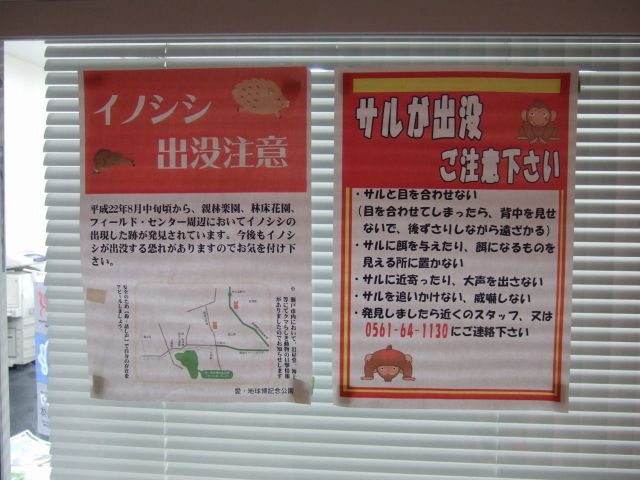 イノシシ
出没注意
平成22年8月中旬頃から、親林楽園、林床花園、
フィールド・センター周辺においてイノシシの
出現した跡が発見されています。今後もイノシ
シが出没する恐れがありますのでお気を付け下
さい。
愛・地球博記念公園
サルが出没
ご注意下さい
・サルと目を合わせない
(目を合わせてしまったら、背中を見せ
ないで、後ずさりしながら遠ざかる)
・サルに餌を与えたり、餌になるものを
見える所に置かない
・サルに近寄ったり、大声を出さない
・サルを追いかけない、威嚇しない
・発見しましたら近くのスタッフ、又は
0561-64-1130にご連絡下さい